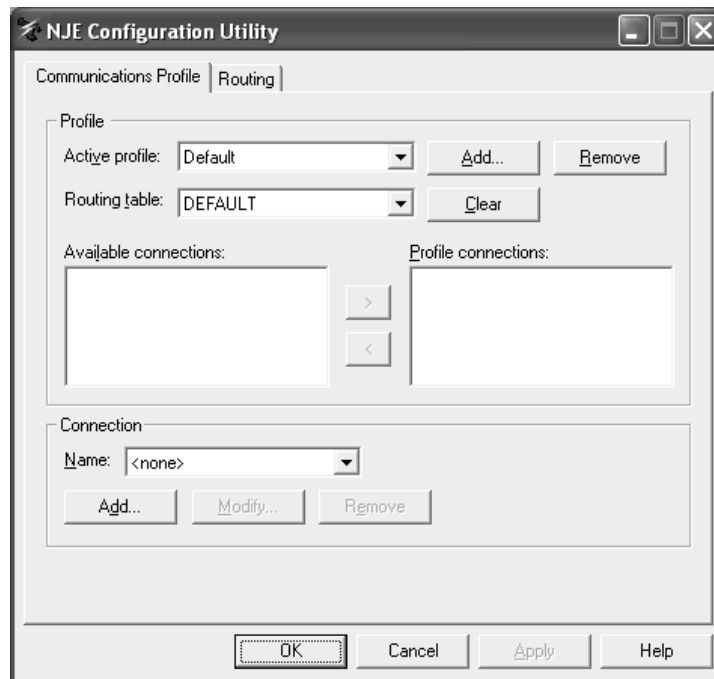 NJE Configuration Utility
Communications Profile Routing
Profile
Active profile: Default Add... Remove
Routing table: DEFAULT Clear
Available connections: Profile connections:
>
<
Connection
Name: <none>
Add... Modify... Remove
OK Cancel Apply Help